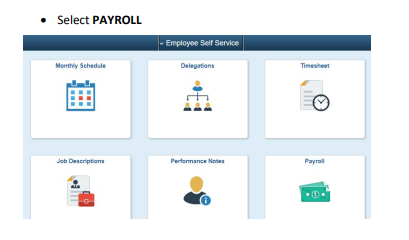 • Select PAYROLL
Employee Self Service
Monthly Schedule
Delegations
Timesheet
Job Descriptions
Performance Notes
Payroll